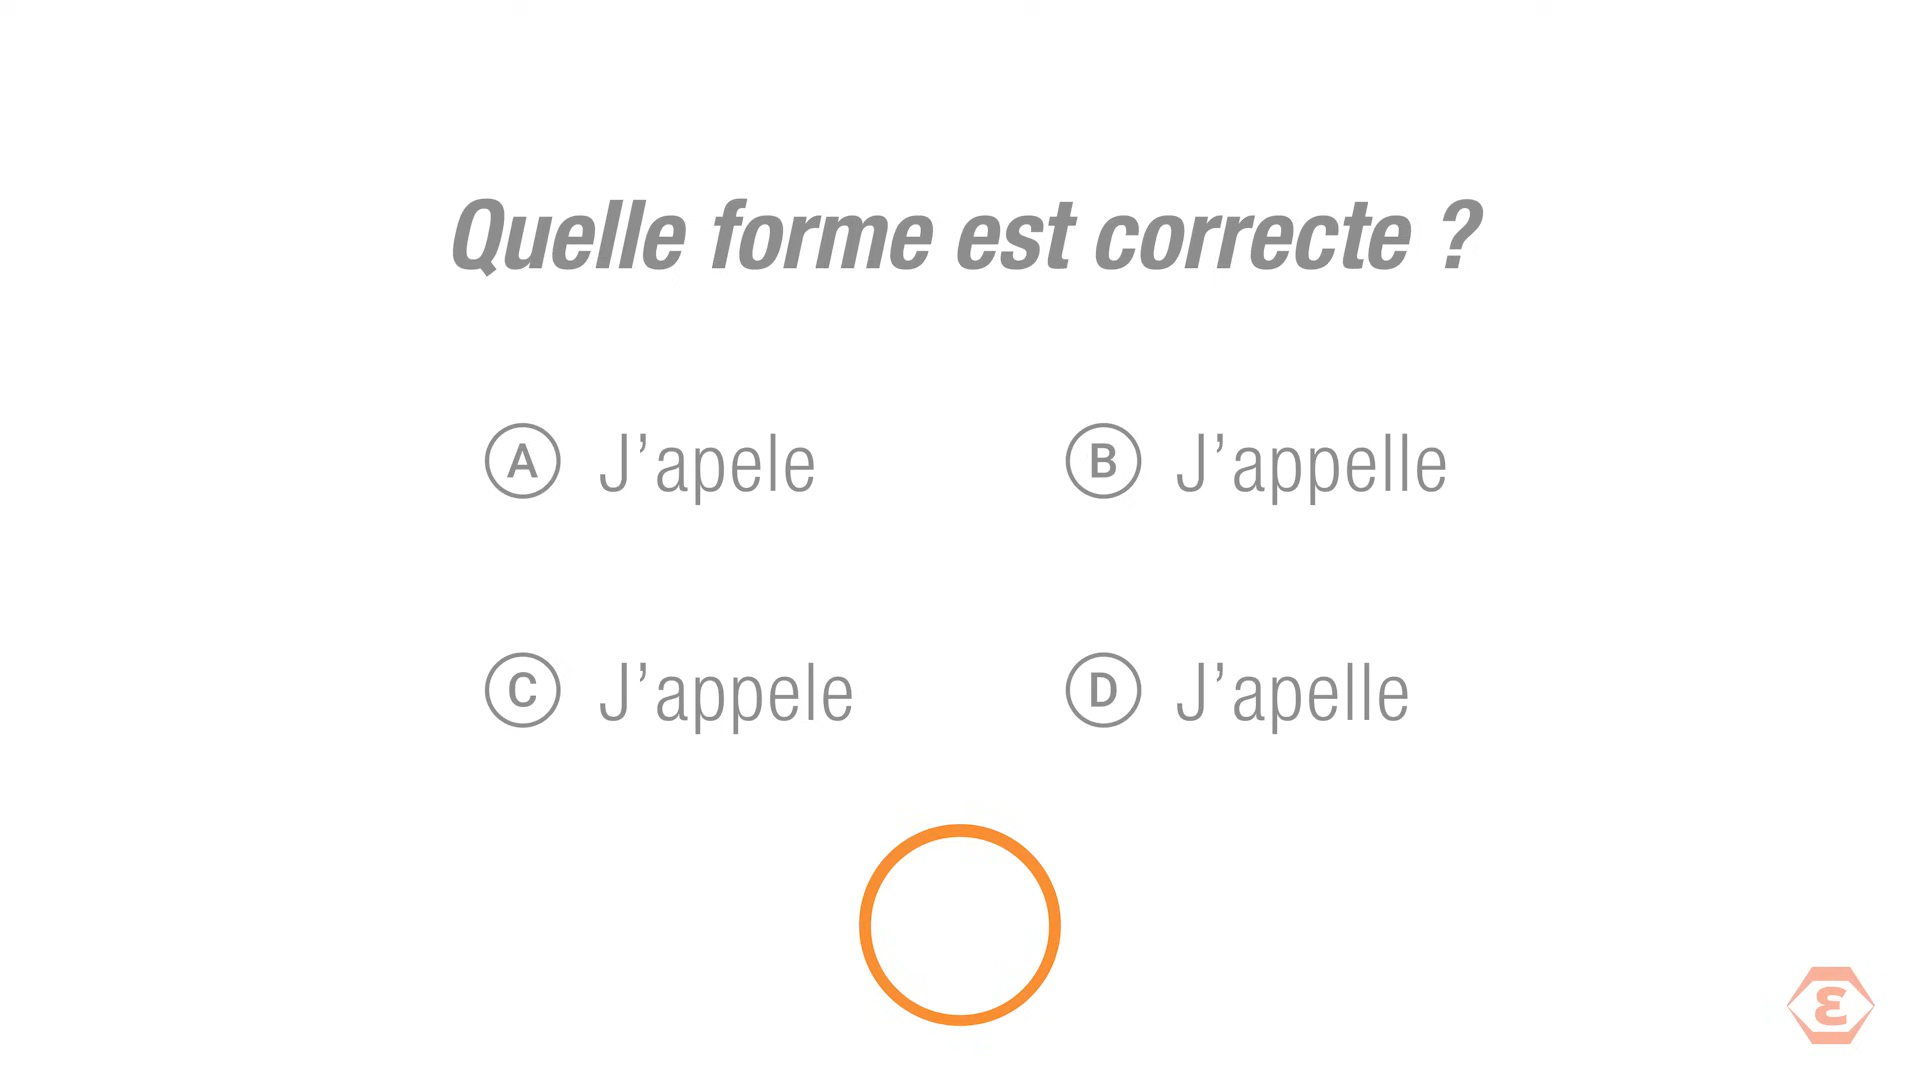 Quelle forme est correcte ?
A J’apele
B J’appelle
C J’appele
D J’apelle
ε